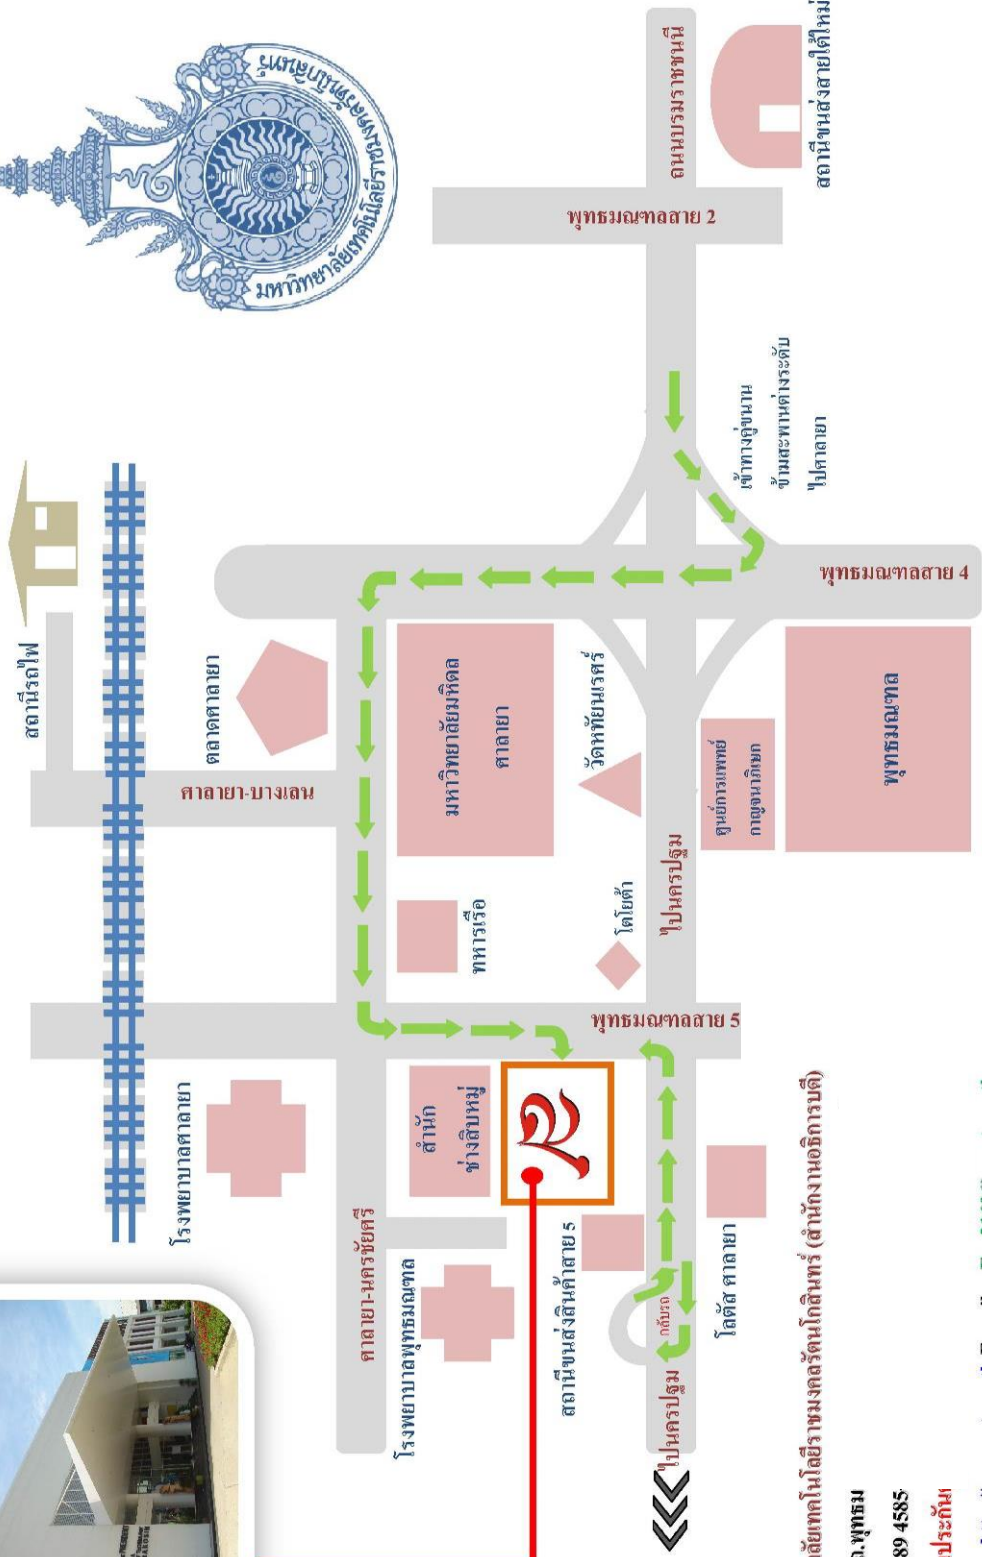 มหาวิทยาลัยเทคโนโลยีราชมงคลรัตนโกสินทร์
สถานีรถไฟ
ตลาดศาลายา
ศาลายา-บางเลน
โรงพยาบาลศาลายา
ศาลายา-นครชัยศรี
โรงพยาบาลพุทธมณฑล
สำนัก
ช่างสิบหมู่
ส
สถานีขนส่งสินค้าสาย 5
ทหารเรือ
มหาวิทยาลัยมหิดล
ศาลายา
วัดหทัยนเรศร์
โตโยต้า
พุทธมณฑลสาย 5
ไปนครปฐม
กลับรถ
ไปนครปฐม
โลตัส ศาลายา
ศูนย์การแพทย์
กาญจนาภิเษก
พุทธมณฑล
พุทธมณฑลสาย 4
เข้าทางคู่ขนาน
ข้ามสะพานต่างระดับ
ไปศาลายา
พุทธมณฑลสาย 2
ถนนบรมราชชนนี
สถานีขนส่งสายใต้ใหม่
ลัยเทคโนโลยีราชมงคลรัตนโกสินทร์ (สำนักงานอธิการบดี)
ถ.พุทธม
89 4585